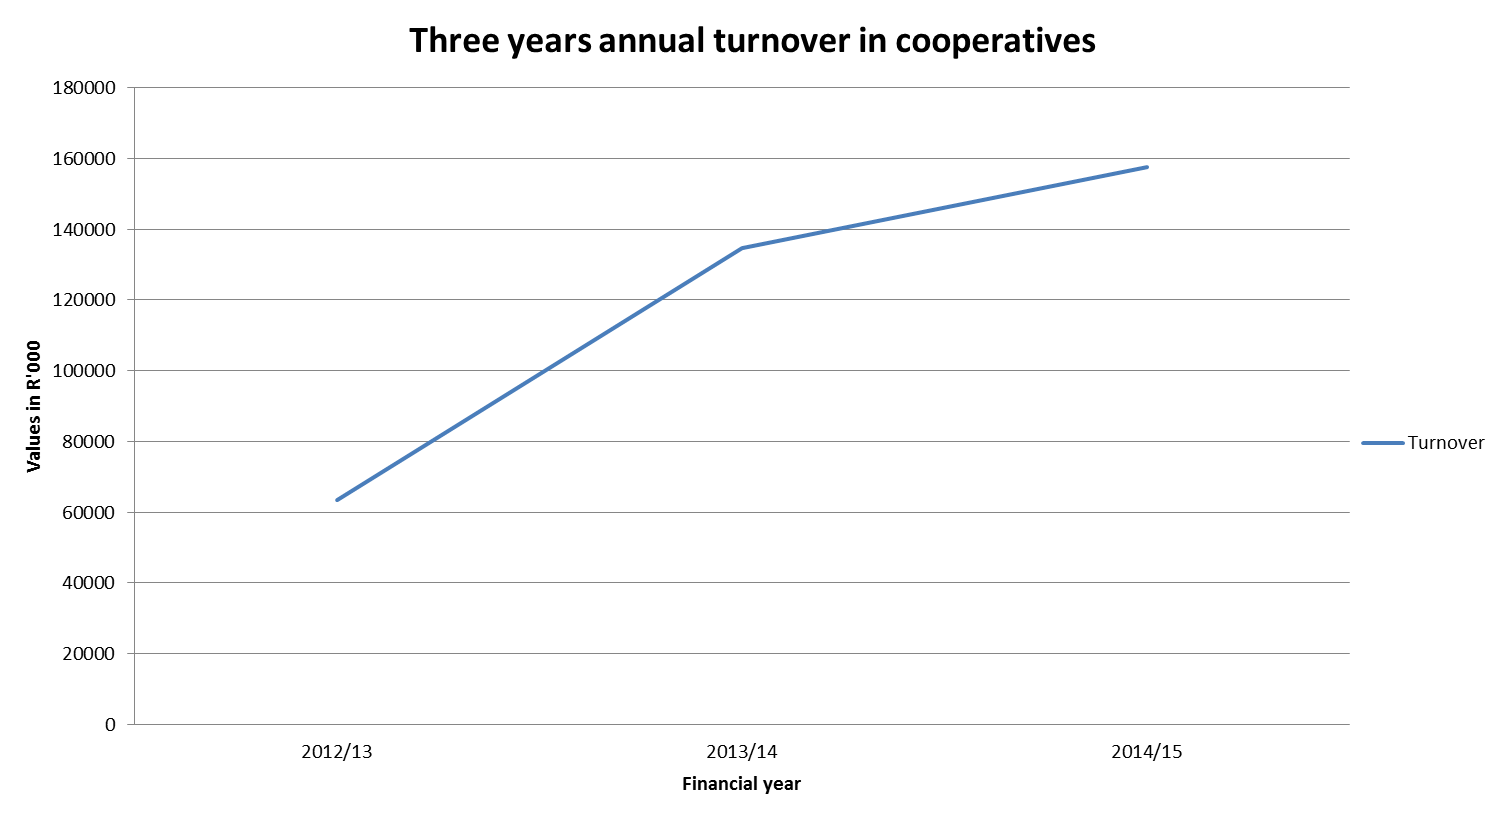 Three years annual turnover in cooperatives
180000
160000
140000
120000
100000
80000
60000
40000
20000
0
Values in R'000
2012/13 2013/14 2014/15
Financial year
Turnover